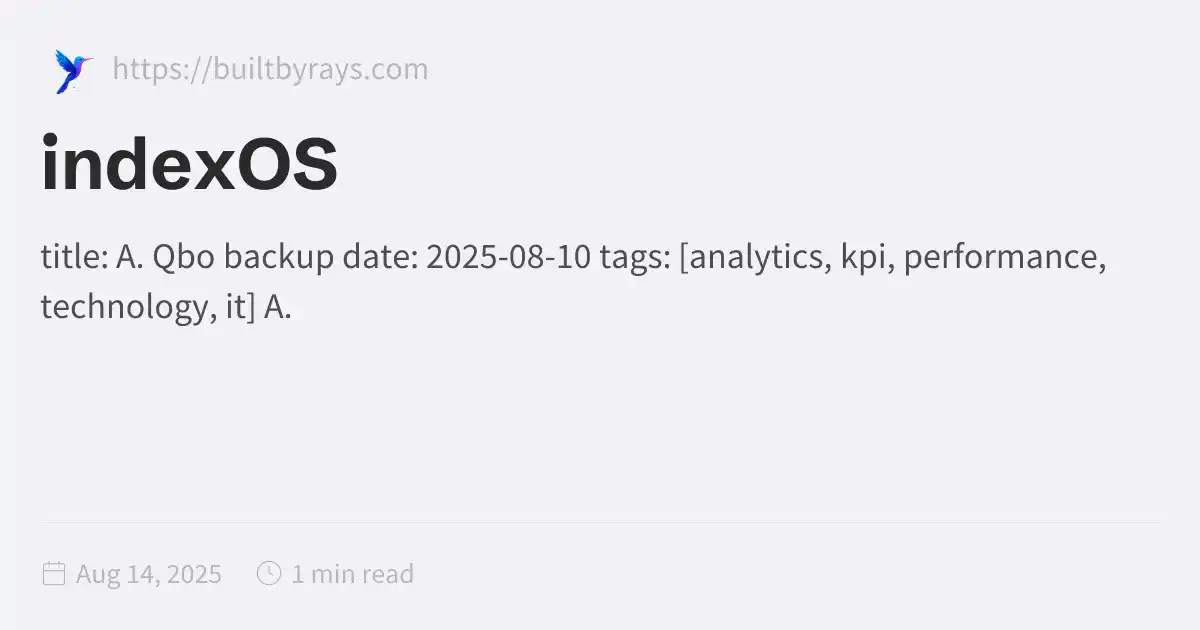 https://builtbyrays.com
indexOS
title: A. Qbo backup date: 2025-08-10 tags: [analytics, kpi, performance,
technology, it] A.
Aug 14, 2025 1 min read